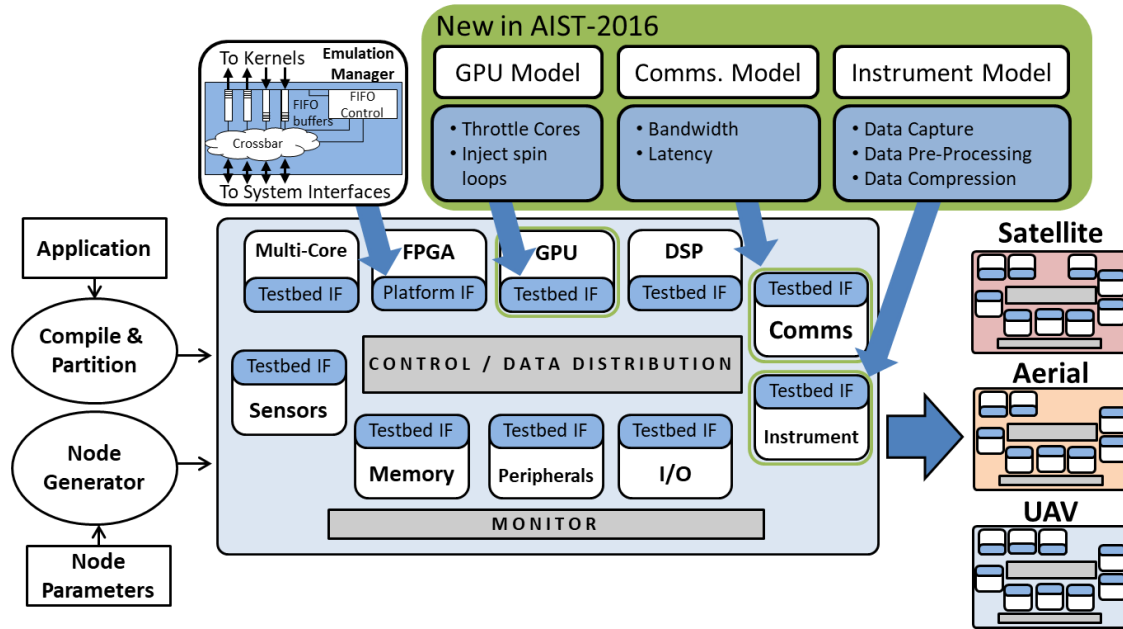 New in AIST-2016
To Kernels
Emulation
Manager
FIFO
Control
FIFO
buffers
Crossbar
To System Interfaces
GPU Model
• Throttle Cores
• Inject spin
loops
Comms. Model
• Bandwidth
• Latency
Instrument Model
• Data Capture
• Data Pre-Processing
• Data Compression
Application
Compile &
Partition
Node
Generator
Node
Parameters
Multi-Core
Testbed IF
FPGA
Platform IF
GPU
Testbed IF
DSP
Testbed IF
Testbed IF
Comms
Testbed IF
Sensors
CONTROL / DATA DISTRIBUTION
Testbed IF
Instrument
Testbed IF
Memory
Testbed IF
Peripherals
Testbed IF
I/O
MONITOR
Satellite
Aerial
UAV